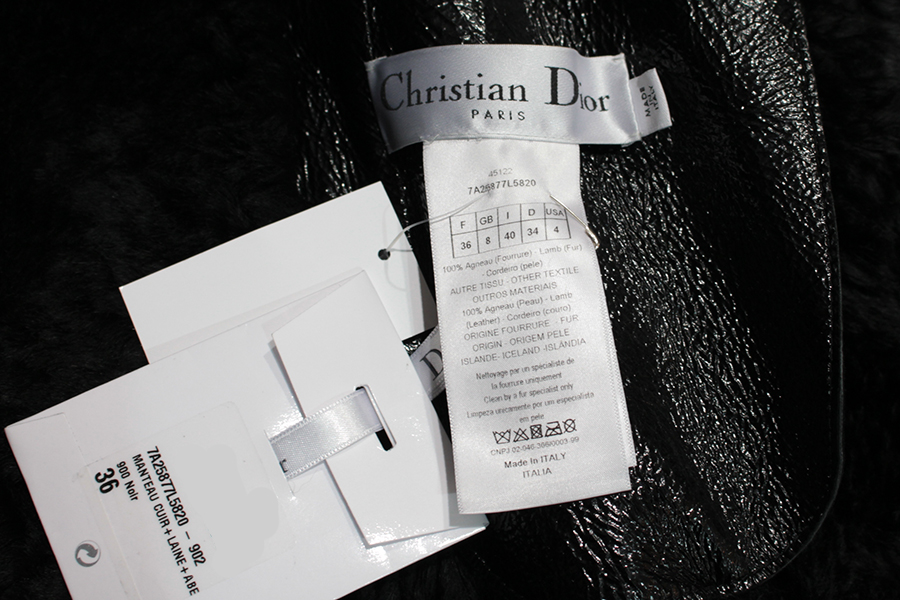 Christian Dior
PARIS
MADE
ITALY
45122
7A26877L5820
F GB I D USA
36 8 40 34 4
100% Agneau (Fourrure) - Lamb (Fur)
- Cordeiro (pele)
AUTRE TISSU - OTHER TEXTILE
OUTROS MATERIAIS
100% Agneau (Peau) - Lamb
(Leather) - Cordeiro (couro)
ORIGINE FOURRURE - FUR
ORIGIN - ORIGEM PELE
ISLANDE- ICELAND -ISLÂNDIA
Nettoyage par un spécialiste de
la fourrure uniquement
Clean by a fur specialist only
Limpeza unicamente por um especialista
em pele
CNPJ 02-946-386/0003-99
Made In ITALY
ITALIA
D
7A25877L5820 - 902
MANTEAU CUIR+LAINE+ABE
900 Noir
36